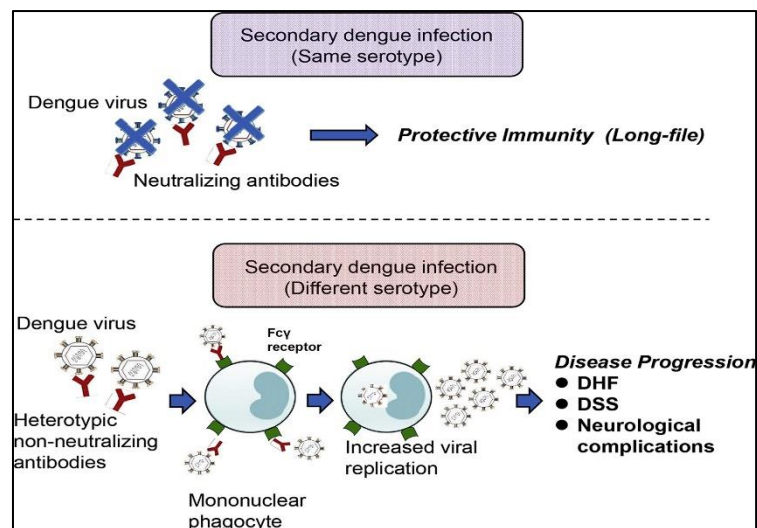 Secondary dengue infection
(Same serotype)
Dengue virus
Neutralizing antibodies
Protective Immunity (Long-file)
Secondary dengue infection
(Different serotype)
Dengue virus
Heterotypic
non-neutralizing
antibodies
Fcγ
receptor
Mononuclear
phagocyte
Increased viral
replication
Disease Progression
● DHF
● DSS
● Neurological
complications